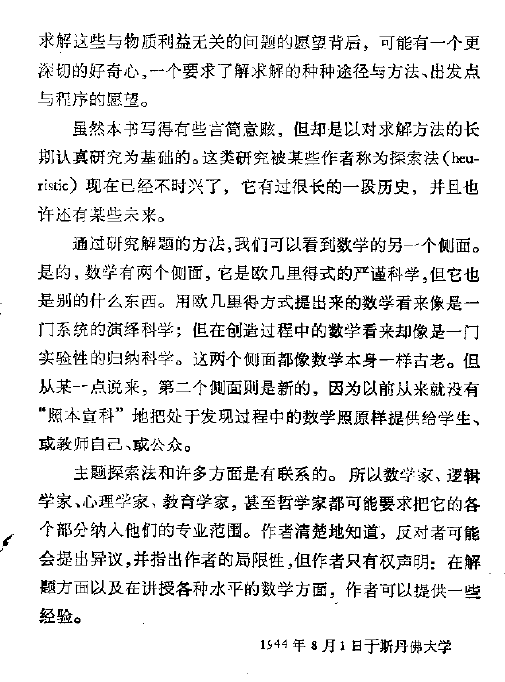 求解这些与物质利益无关的问题的愿望背后，可能有一个更
深切的好奇心，一个要求了解求解的种种途径与方法、出发点
与程序的愿望。
虽然本书写得有些言简意赅，但却是以对求解方法的长
期认真研究为基础的。这类研究被某些作者称为探索法（heu-
ristic）现在已经不时兴了，它有过很长的一段历史，并且也
许还有某些未来。
通过研究解题的方法，我们可以看到数学的另一个侧面。
是的，数学有两个侧面，它是欧几里得式的严谨科学，但它也
是别的什么东西。用欧几里得方式提出来的数学看来像是一
门系统的演绎科学；但在创造过程中的数学看来却像是一门
实验性的归纳科学。这两个侧面都像数学本身一样古老。但
从某一点说来，第二个侧面则是新的，因为以前从来就没有
“照本宣科”地把处于发现过程中的数学照原样提供给学生、
或教师自己、或公众。
主题探索法和许多方面是有联系的。所以数学家、逻辑
学家、心理学家、教育学家，甚至哲学家都可能要求把它的各
个部分纳入他们的专业范围。作者清楚地知道，反对者可能
会提出异议，并指出作者的局限性，但作者只有权声明：在解
题方面以及在讲授各种水平的数学方面，作者可以提供一些
经验。
1944年8月1日于斯丹佛大学